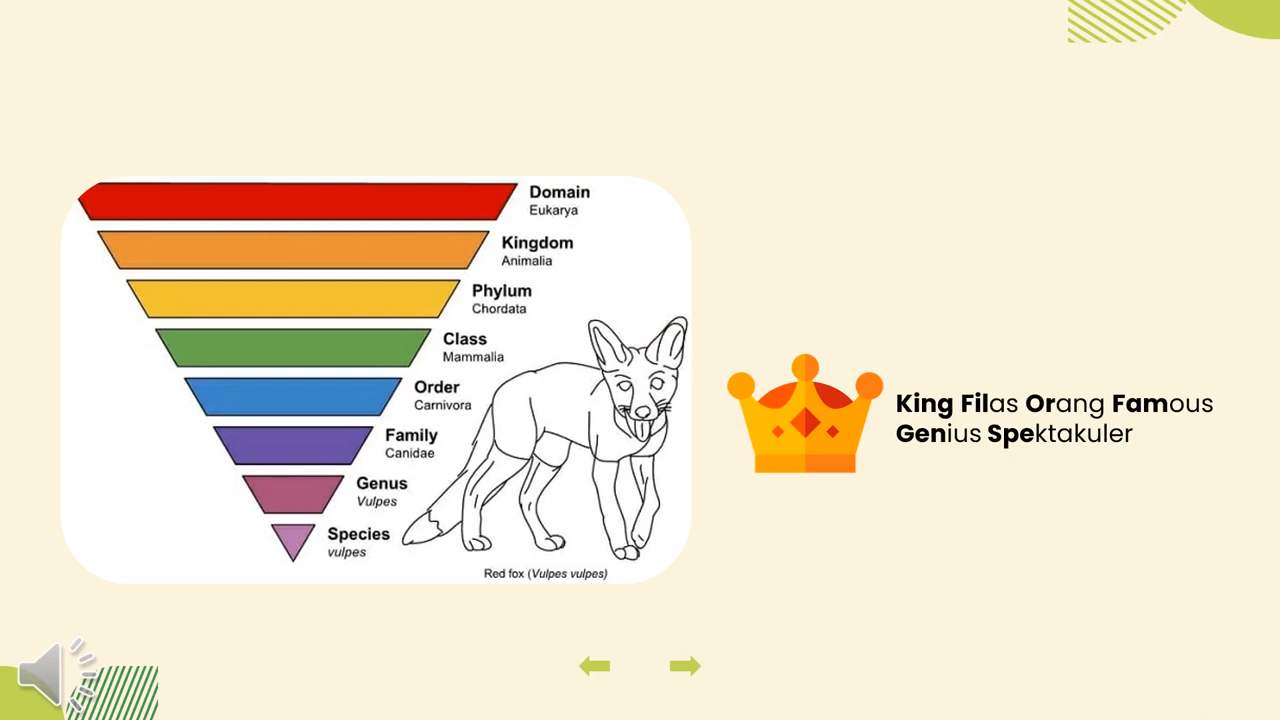 Domain
Eukarya
Kingdom
Animalia
Phylum
Chordata
Class
Mammalia
Order
Carnivora
Family
Canidae
Genus
Vulpes
Species
vulpes
Red fox (Vulpes vulpes)
King Filas Orang Famous
Genius Spektakuler